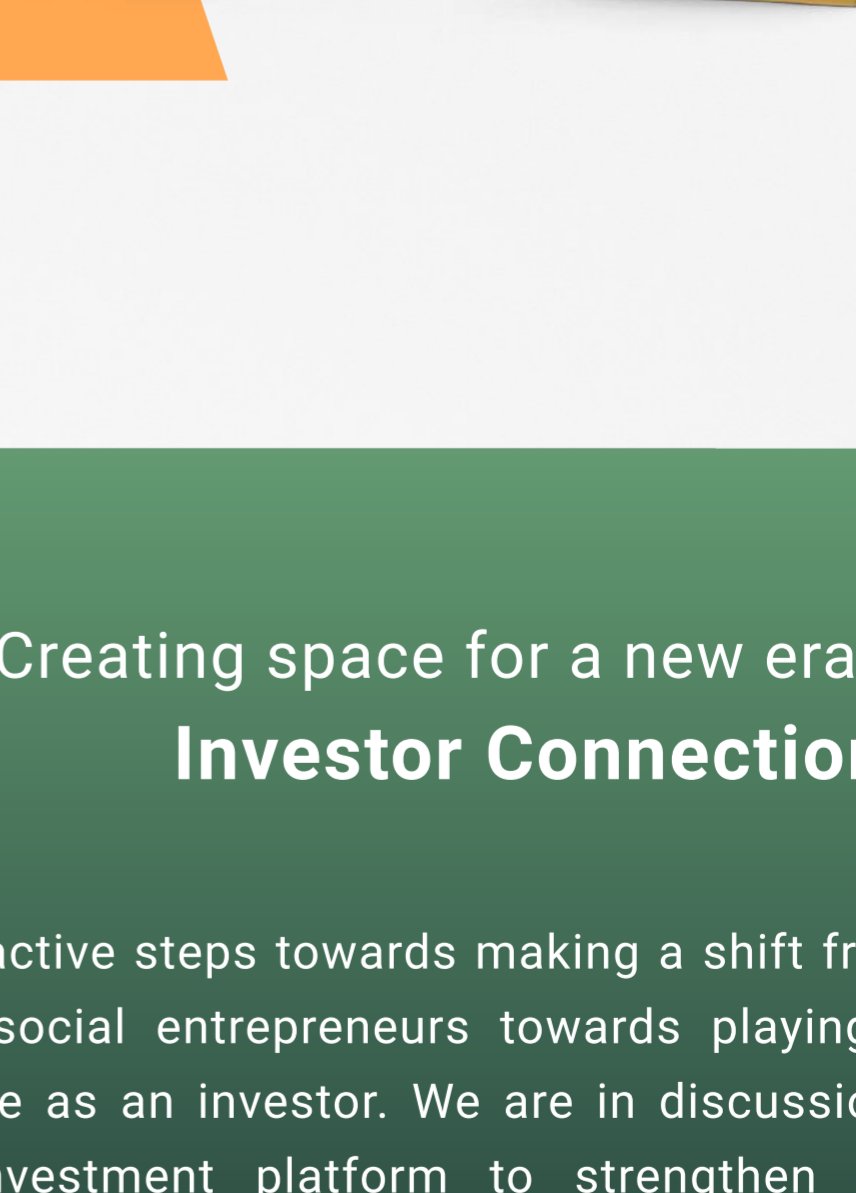 Creating space for a new era
Investor Connection
active steps towards making a shift fr
social entrepreneurs towards playing
e as an investor. We are in discussio
nvestment platform to strengthen